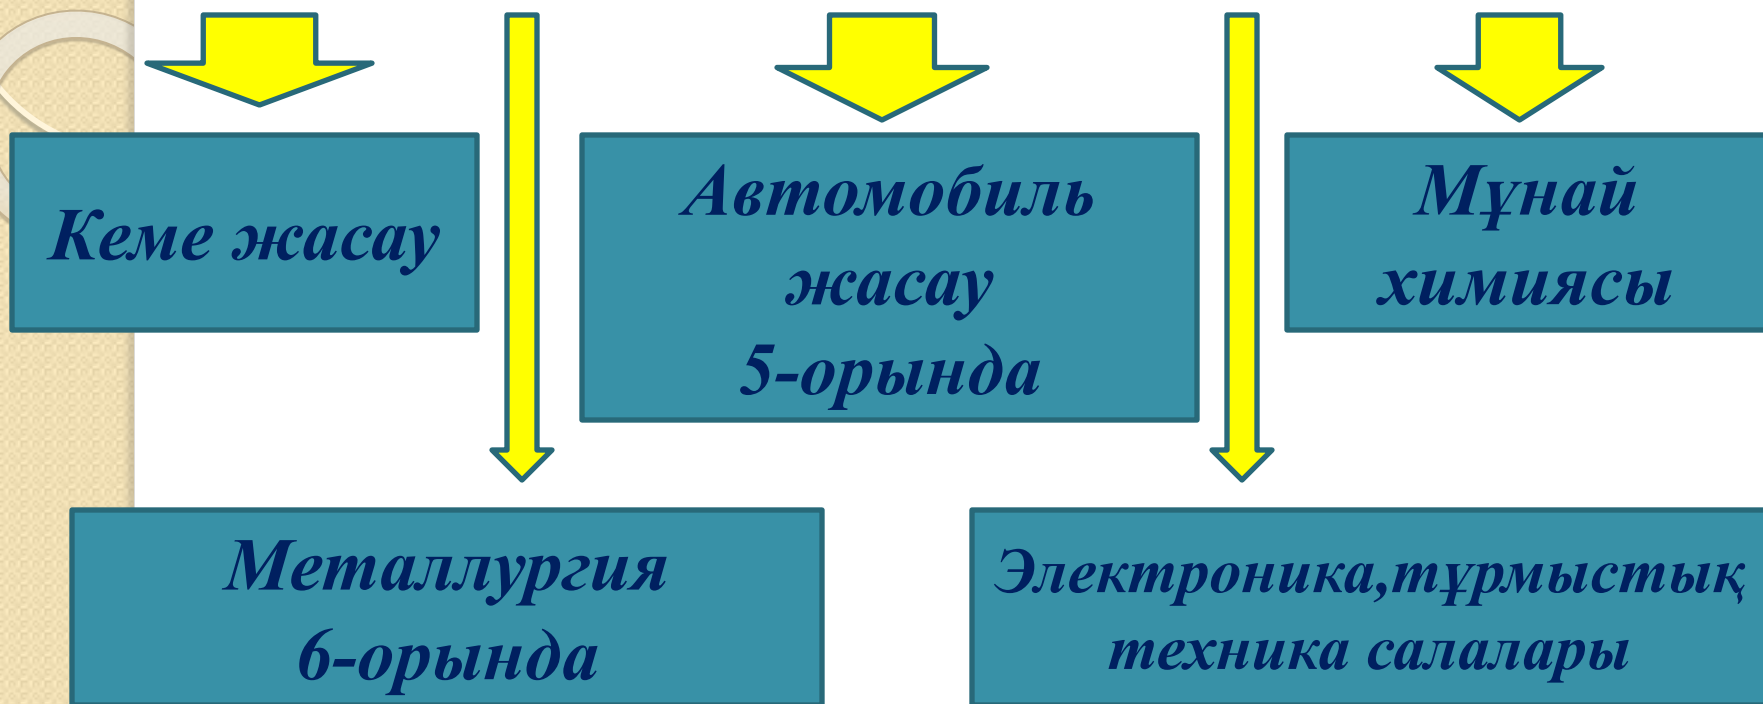 Кеме жасау
Автомобиль
жасау
5-орында
Мұнай
химиясы
Металлургия
6-орында
Электроника,тұрмыстық
техника салалары